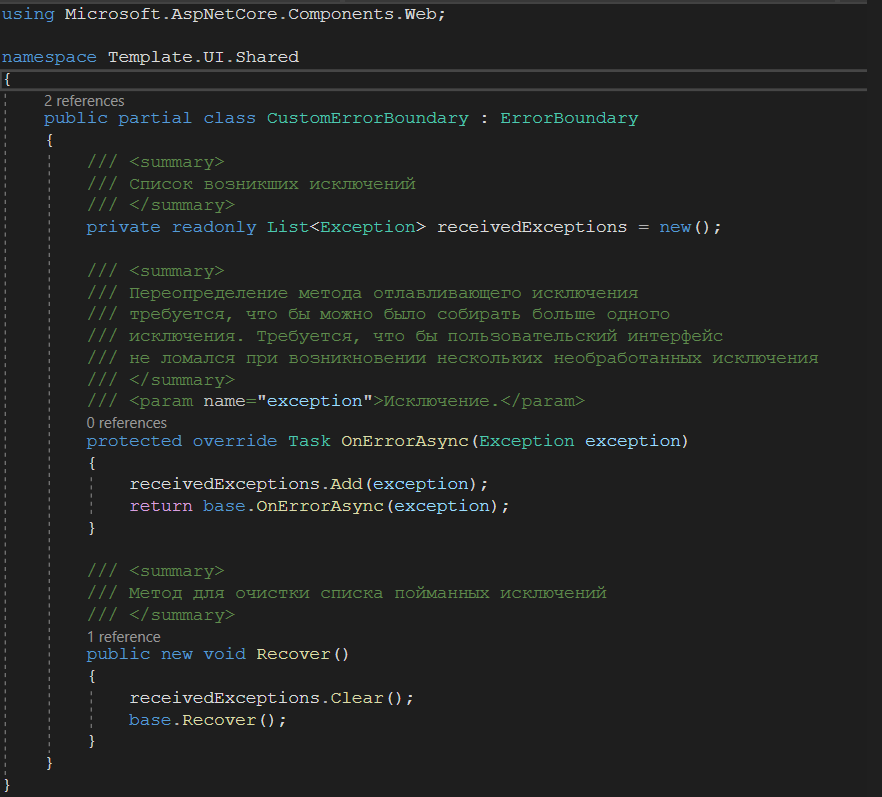 using Microsoft.AspNetCore.Components.Web;
namespace Template.UI.Shared
{
2 references
public partial class CustomErrorBoundary : ErrorBoundary
{
/// <summary>
/// Список возникших исключений
/// </summary>
private readonly List<Exception> receivedExceptions = new();
/// <summary>
/// Переопределение метода отлавливающего исключения
/// требуется, что бы можно было собирать больше одного
/// исключения. Требуется, что бы пользовательский интерфейс
/// не ломался при возникновении нескольких необработанных исключения
/// </summary>
/// <param name="exception">Исключение.</param>
0 references
protected override Task OnErrorAsync(Exception exception)
{
receivedExceptions.Add(exception);
return base.OnErrorAsync(exception);
}
/// <summary>
/// Метод для очистки списка пойманных исключений
/// </summary>
1 reference
public new void Recover()
{
receivedExceptions.Clear();
base.Recover();
}
}
}